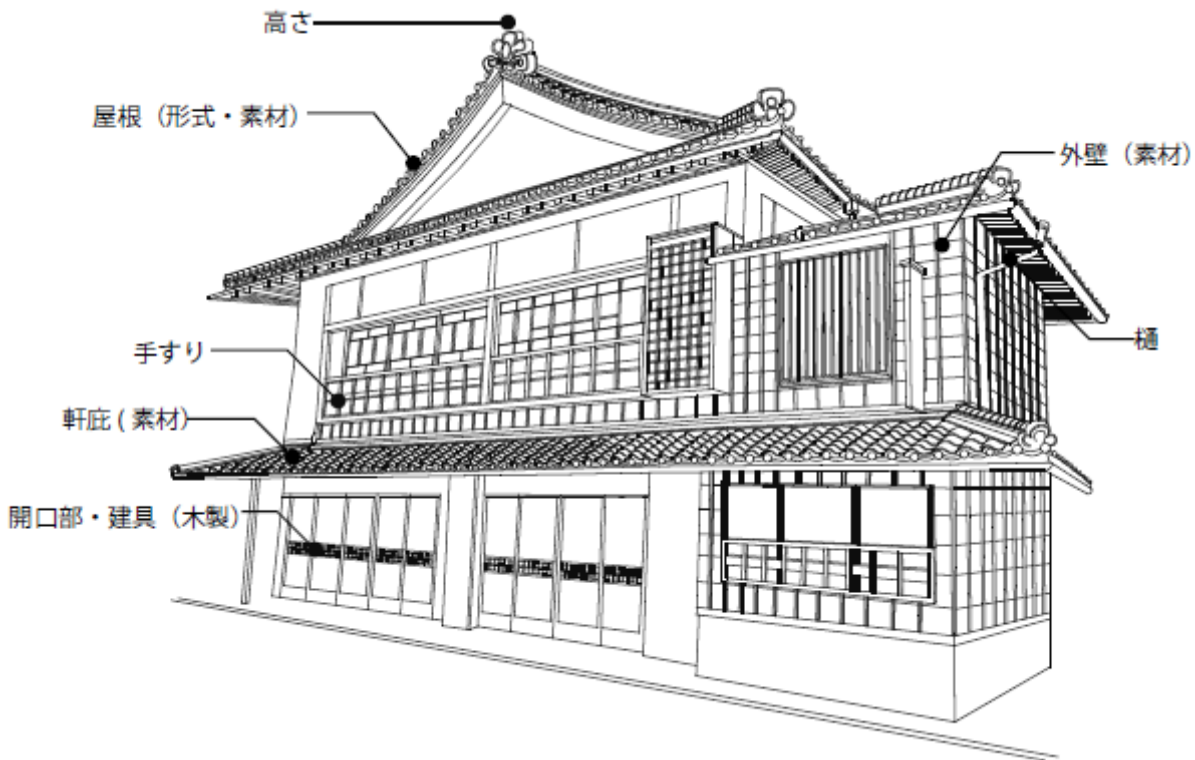 高さ
屋根（形式・素材）
外壁（素材）
手すり
樋
軒庇 ( 素材)
開口部・建具（木製）